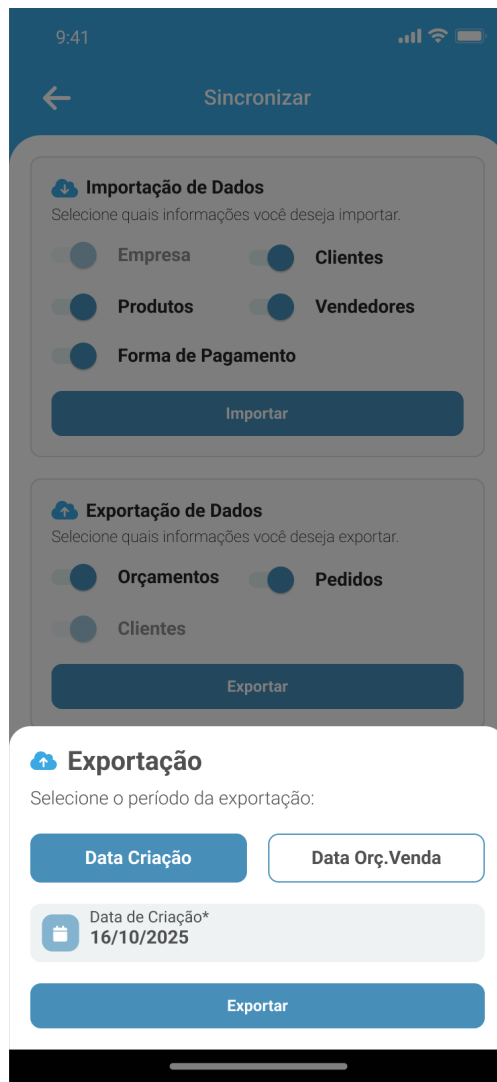 9:41
Sincronizar
Importação de Dados
Selecione quais informações você deseja importar.
Empresa
Clientes
Produtos
Vendedores
Forma de Pagamento
Importar
Exportação de Dados
Selecione quais informações você deseja exportar.
Orçamentos
Pedidos
Clientes
Exportar
Exportação
Selecione o período da exportação:
Data Criação
Data Orç.Venda
Data de Criação*
16/10/2025
Exportar